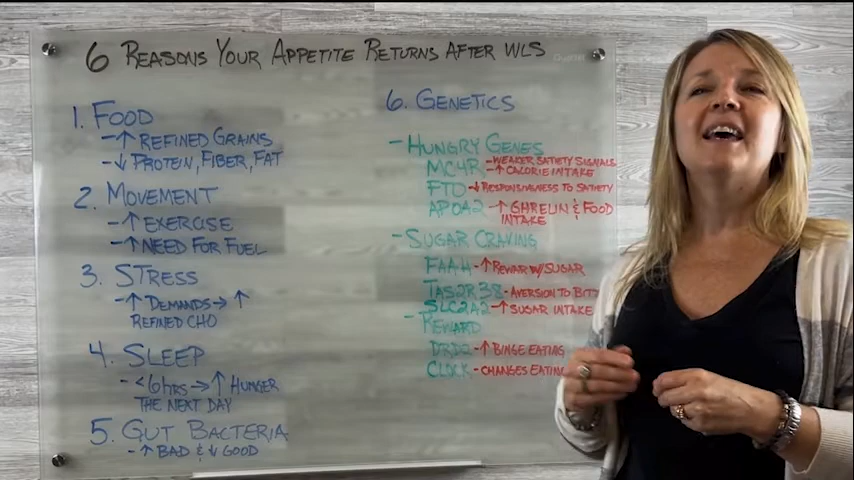 6 REASONS YOUR APPETITE RETURNS AFTER WLS
1. FOOD
- ↑ REFINED GRAINS
- ↓ PROTEIN, FIBER, FAT
2. MOVEMENT
- ↑ EXERCISE
- ↑ NEED FOR FUEL
3. STRESS
- ↑ DEMANDS → ↑
REFINED CHO
4. SLEEP
- <6 HRS → ↑ HUNGER
THE NEXT DAY
5. GUT BACTERIA
- ↑ BAD & ↓ GOOD
6. GENETICS
- HUNGRY GENES
MC4R - WEAKER SATIETY SIGNALS
- ↑ CALORIE INTAKE
FTO - ↓ RESPONSIVENESS TO SATIETY
APOA2 - ↑ GHRELIN & FOOD
INTAKE
- SUGAR CRAVING
FAAH - ↑ REWARD W/SUGAR
TAS2R38 - AVERSION TO
SLC2A2 - ↑ SUGAR INTAKE
- REWARD
DRD2 - ↑ BINGE EATING
CLOCK - CHANGES EATING